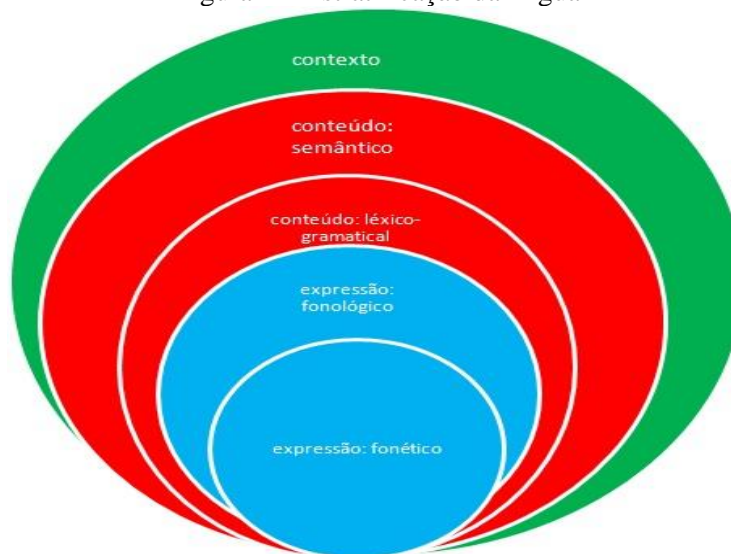 contexto
conteúdo:
semântico
conteúdo: léxico-
gramatical
expressão:
fonológico
expressão: fonético